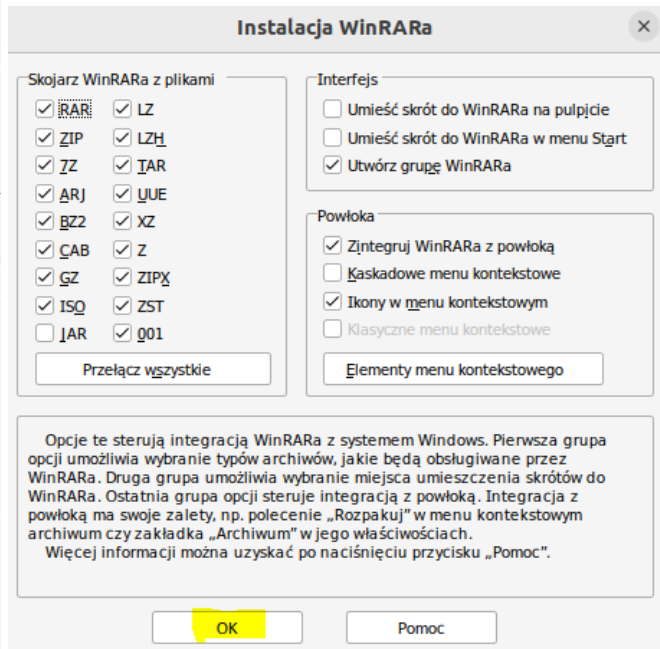 Instalacja WinRARa
Skojarz WinRARa z plikami
RAR
LZ
ZIP
LZH
7Z
TAR
ARJ
UUE
BZ2
XZ
CAB
Z
GZ
ZIPX
ISO
ZST
JAR
001
Przełącz wszystkie
Interfejs
Umieść skrót do WinRARa na pulpicie
Umieść skrót do WinRARa w menu Start
Utwórz grupę WinRARa
Powłoka
Zintegruj WinRARa z powłoką
Kaskadowe menu kontekstowe
Ikony w menu kontekstowym
Klasyczne menu kontekstowe
Elementy menu kontekstowego
Opcje te sterują integracją WinRARa z systemem Windows. Pierwsza grupa
opcji umożliwia wybranie typów archiwów, jakie będą obsługiwane przez
WinRARa. Druga grupa umożliwia wybranie miejsca umieszczenia skrótów do
WinRARa. Ostatnia grupa opcji steruje integracją z powłoką. Integracja z
powłoką ma swoje zalety, np. polecenie „Rozpakuj” w menu kontekstowym
archiwum czy zakładka „Archiwum” w jego właściwościach.
Więcej informacji można uzyskać po naciśnięciu przycisku „Pomoc”.
OK
Pomoc